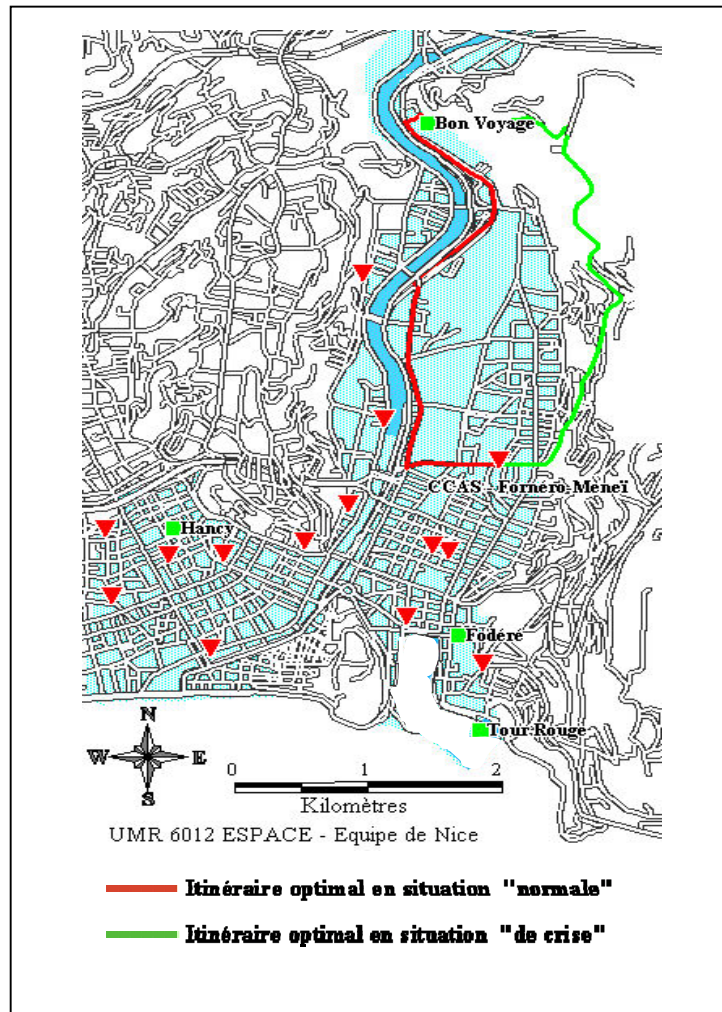 Bon Voyage
CCAS - Fornero-Meneï
Hancy
Fodéré
Tour Rouge
N
W E
S
0 1 2
Kilomètres
UMR 6012 ESPACE - Equipe de Nice
Itinéraire optimal en situation "normale"
Itinéraire optimal en situation "de crise"